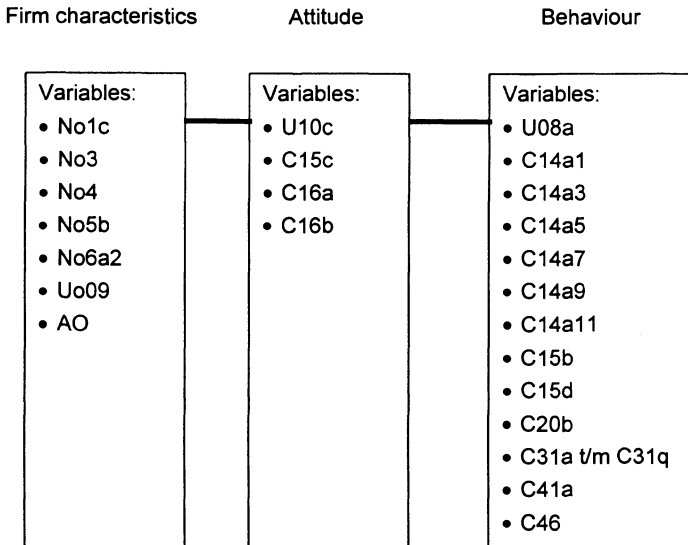 Firm characteristics
Attitude
Behaviour
Variables:
• No1c
• No3
• No4
• No5b
• No6a2
• Uo09
• AO
Variables:
• U10c
• C15c
• C16a
• C16b
Variables:
• U08a
• C14a1
• C14a3
• C14a5
• C14a7
• C14a9
• C14a11
• C15b
• C15d
• C20b
• C31a t/m C31q
• C41a
• C46